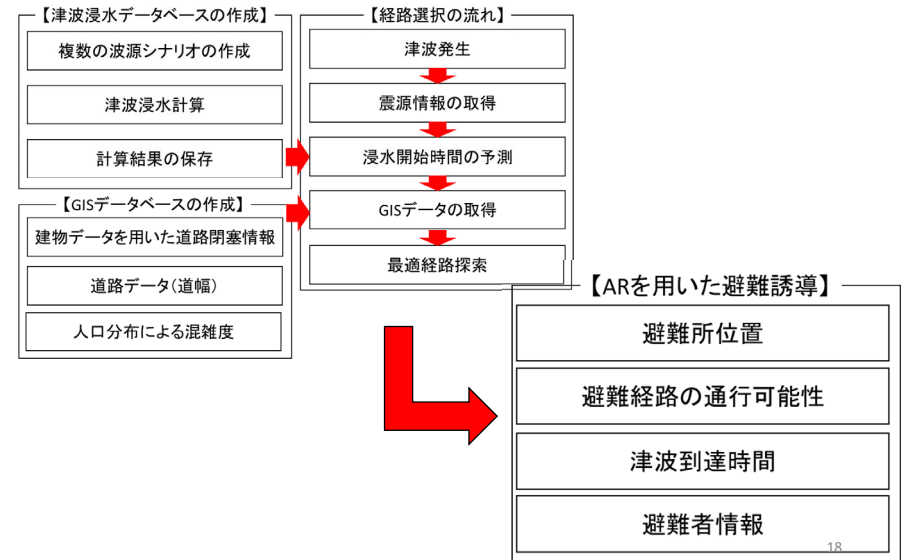 【津波浸水データベースの作成】
複数の波源シナリオの作成
津波浸水計算
計算結果の保存
【GISデータベースの作成】
建物データを用いた道路閉塞情報
道路データ(道幅)
人口分布による混雑度
【経路選択の流れ】
津波発生
震源情報の取得
浸水開始時間の予測
GISデータの取得
最適経路探索
【ARを用いた避難誘導】
避難所位置
避難経路の通行可能性
津波到達時間
避難者情報
18